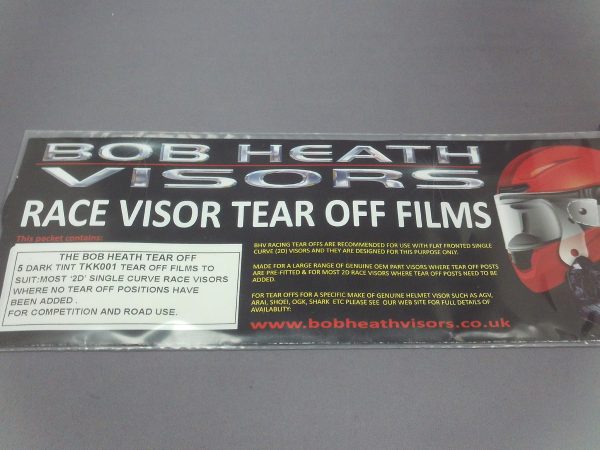 BOB HEATH
VISORS
RACE VISOR TEAR OFF FILMS
This packet contains:
THE BOB HEATH TEAR OFF
5 DARK TINT TKK001 TEAR OFF FILMS TO
SUIT:MOST '2D' SINGLE CURVE RACE VISORS
WHERE NO TEAR OFF POSITIONS HAVE
BEEN ADDED .
FOR COMPETITION AND ROAD USE.
BHV RACING TEAR OFFS ARE RECOMMENDED FOR USE WITH FLAT FRONTED SINGLE
CURVE (2D) VISORS AND THEY ARE DESIGNED FOR THIS PURPOSE ONLY.
MADE FOR A LARGE RANGE OF GENUINE OEM PART VISORS WHERE TEAR OFF POSTS
ARE PRE-FITTED & FOR MOST 2D RACE VISORS WHERE TEAR OFF POSTS NEED TO BE
ADDED.
FOR TEAR OFFS FOR A SPECIFIC MAKE OF GENUINE HELMET VISOR SUCH AS AGV,
ARAI, SHOEI, OGK, SHARK ETC PLEASE SEE OUR WEB SITE FOR FULL DETAILS OF
AVAILABLITY:
www.bobheathvisors.co.uk